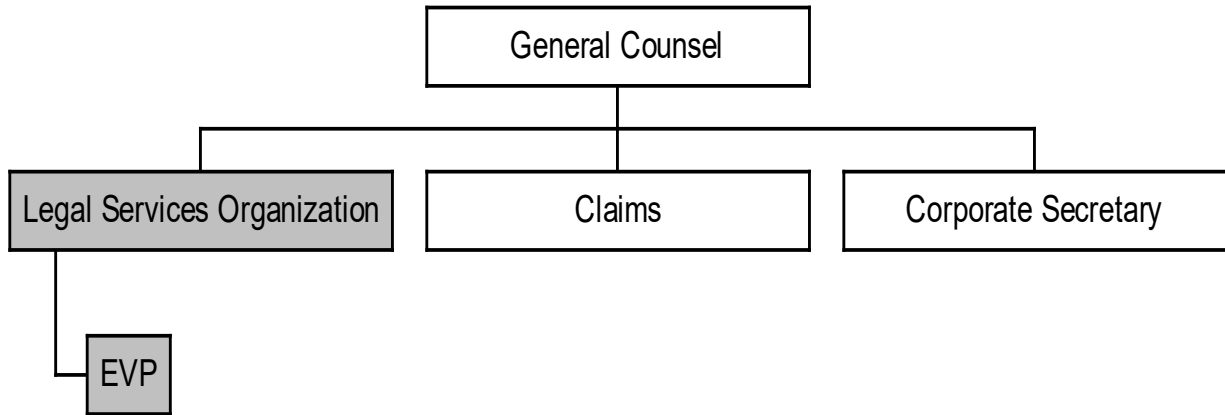 General Counsel
Legal Services Organization
Claims
Corporate Secretary
EVP